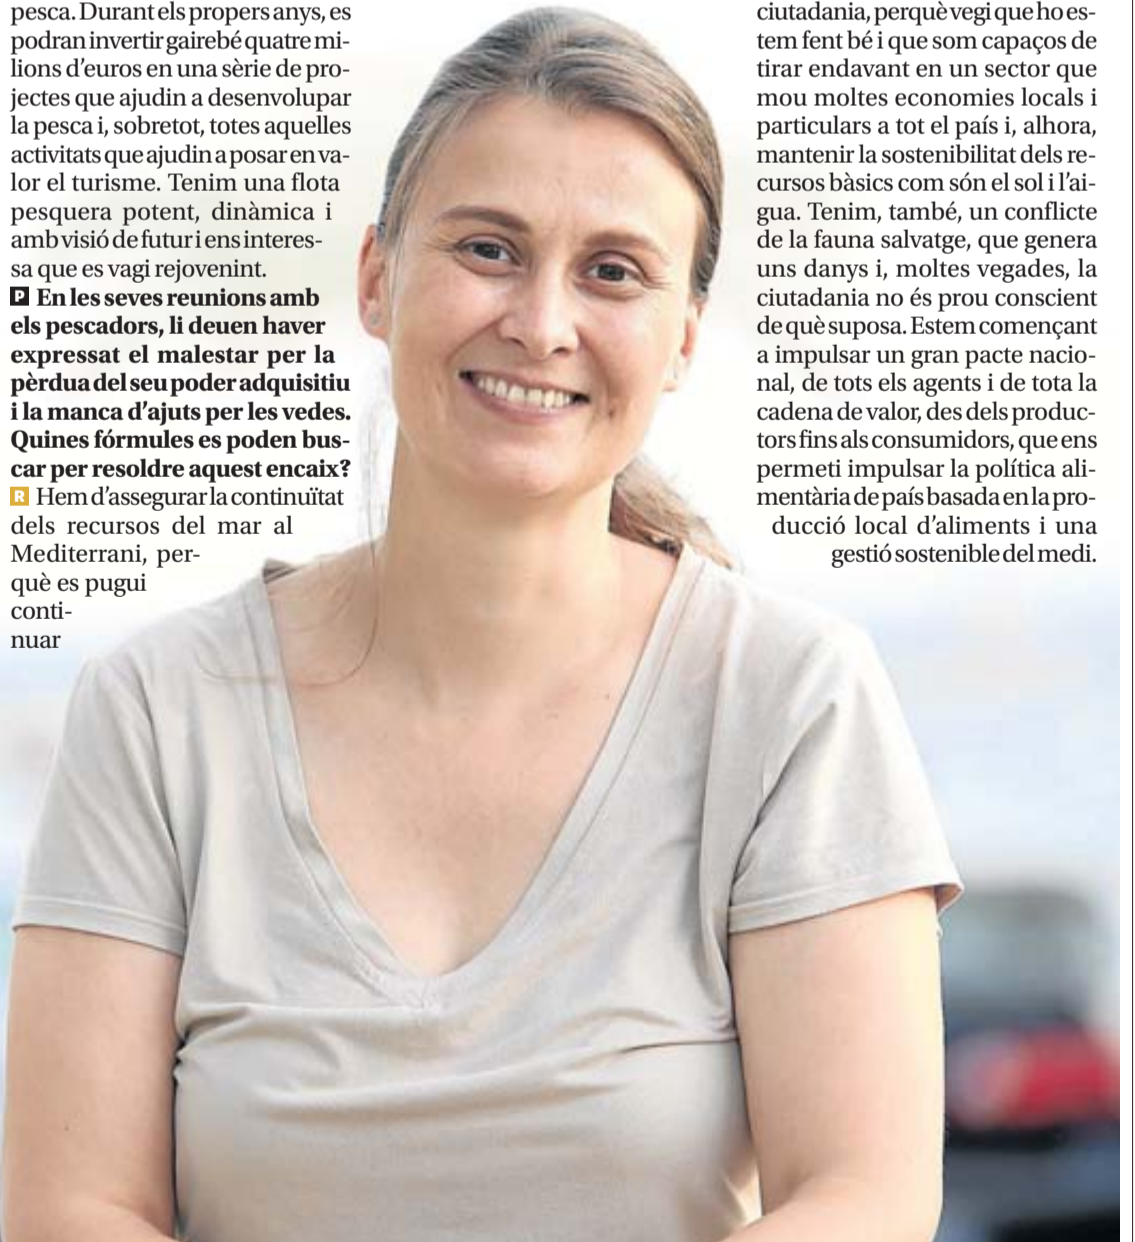 pesca. Durant els propers anys, es
podran invertir gairebé quatre mi-
lions d'euros en una sèrie de pro-
jectes que ajudin a desenvolupar
la pesca i, sobretot, totes aquelles
activitats que ajudin a posar en va-
lor el turisme. Tenim una flota
pesquera potent, dinàmica i
amb visió de futur i ens interes-
sa que es vagi rejovenint.
P En les seves reunions amb
els pescadors, li deuen haver
expressat el malestar per la
pèrdua del seu poder adquisitiu
i la manca d'ajuts per les vedes.
Quines fórmules es poden bus-
car per resoldre aquest encaix?
R Hem d'assegurar la continuïtat
dels recursos del mar al
Mediterrani, per-
què es pugui
conti-
nuar
ciutadania, perquè vegi que ho es-
tem fent bé i que som capaços de
tirar endavant en un sector que
mou moltes economies locals i
particulars a tot el país i, alhora,
mantenir la sostenibilitat dels re-
cursos bàsics com són el sol i l'ai-
gua. Tenim, també, un conflicte
de la fauna salvatge, que genera
uns danys i, moltes vegades, la
ciutadania no és prou conscient
de què suposa. Estem començant
a impulsar un gran pacte nacio-
nal, de tots els agents i de tota la
cadena de valor, des dels produc-
tors fins als consumidors, que ens
permeti impulsar la política ali-
mentària de país basada en la pro-
ducció local d'aliments i una
gestió sostenible del medi.